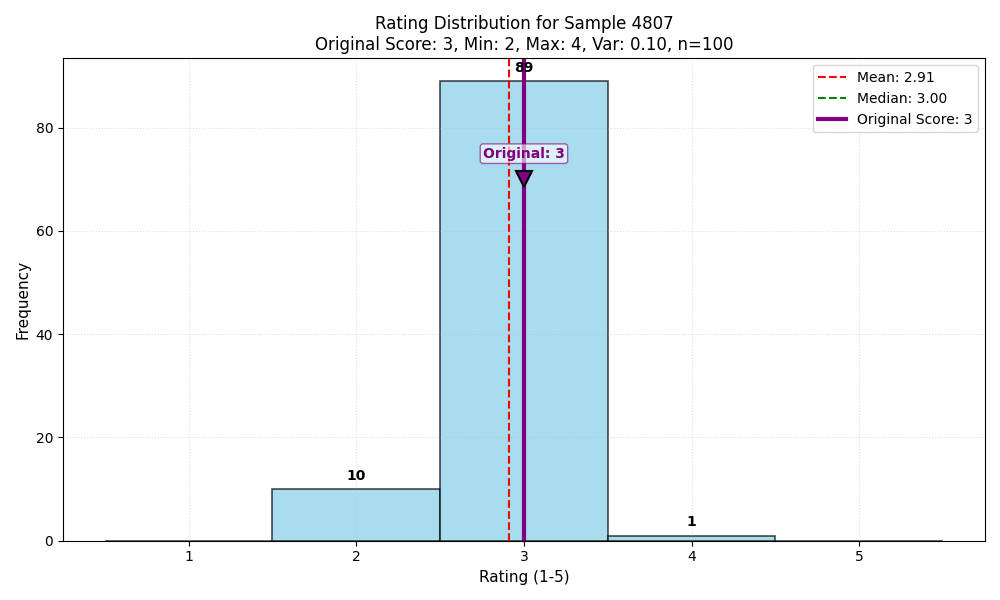 Rating Distribution for Sample 4807
Original Score: 3, Min: 2, Max: 4, Var: 0.10, n=100
Mean: 2.91
Median: 3.00
Original Score: 3
89
Original: 3
10
1
Frequency
80
60
40
20
0
1 2 3 4 5
Rating (1-5)